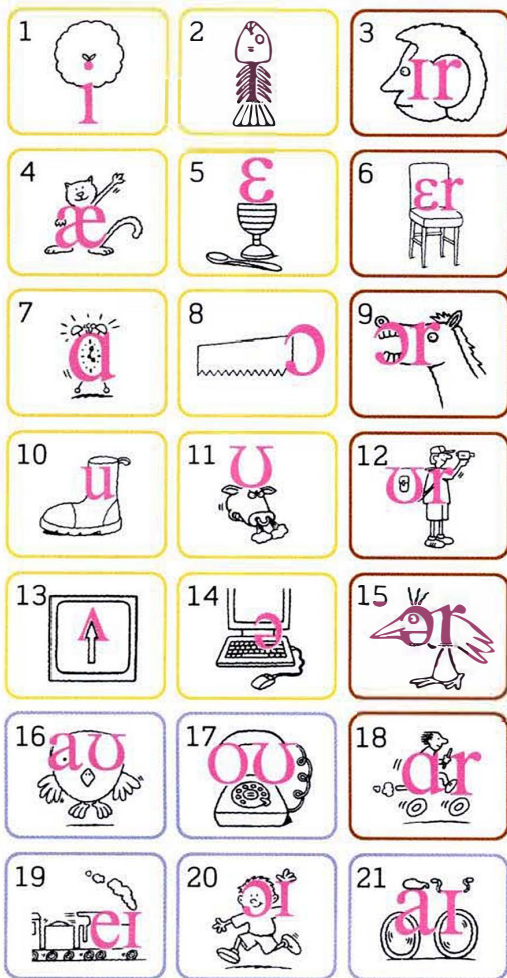 1 i
2
3 ɪr
4 æ
5 ɛ
6 ɛr
7 ɑ
8 ɔ
9 ɔr
10 u
11 ʊ
12 ʊr
13 ʌ
14 ə
15 ər
16 aʊ
17 oʊ
18 ɑr
19 eɪ
20 ɔɪ
21 aɪ